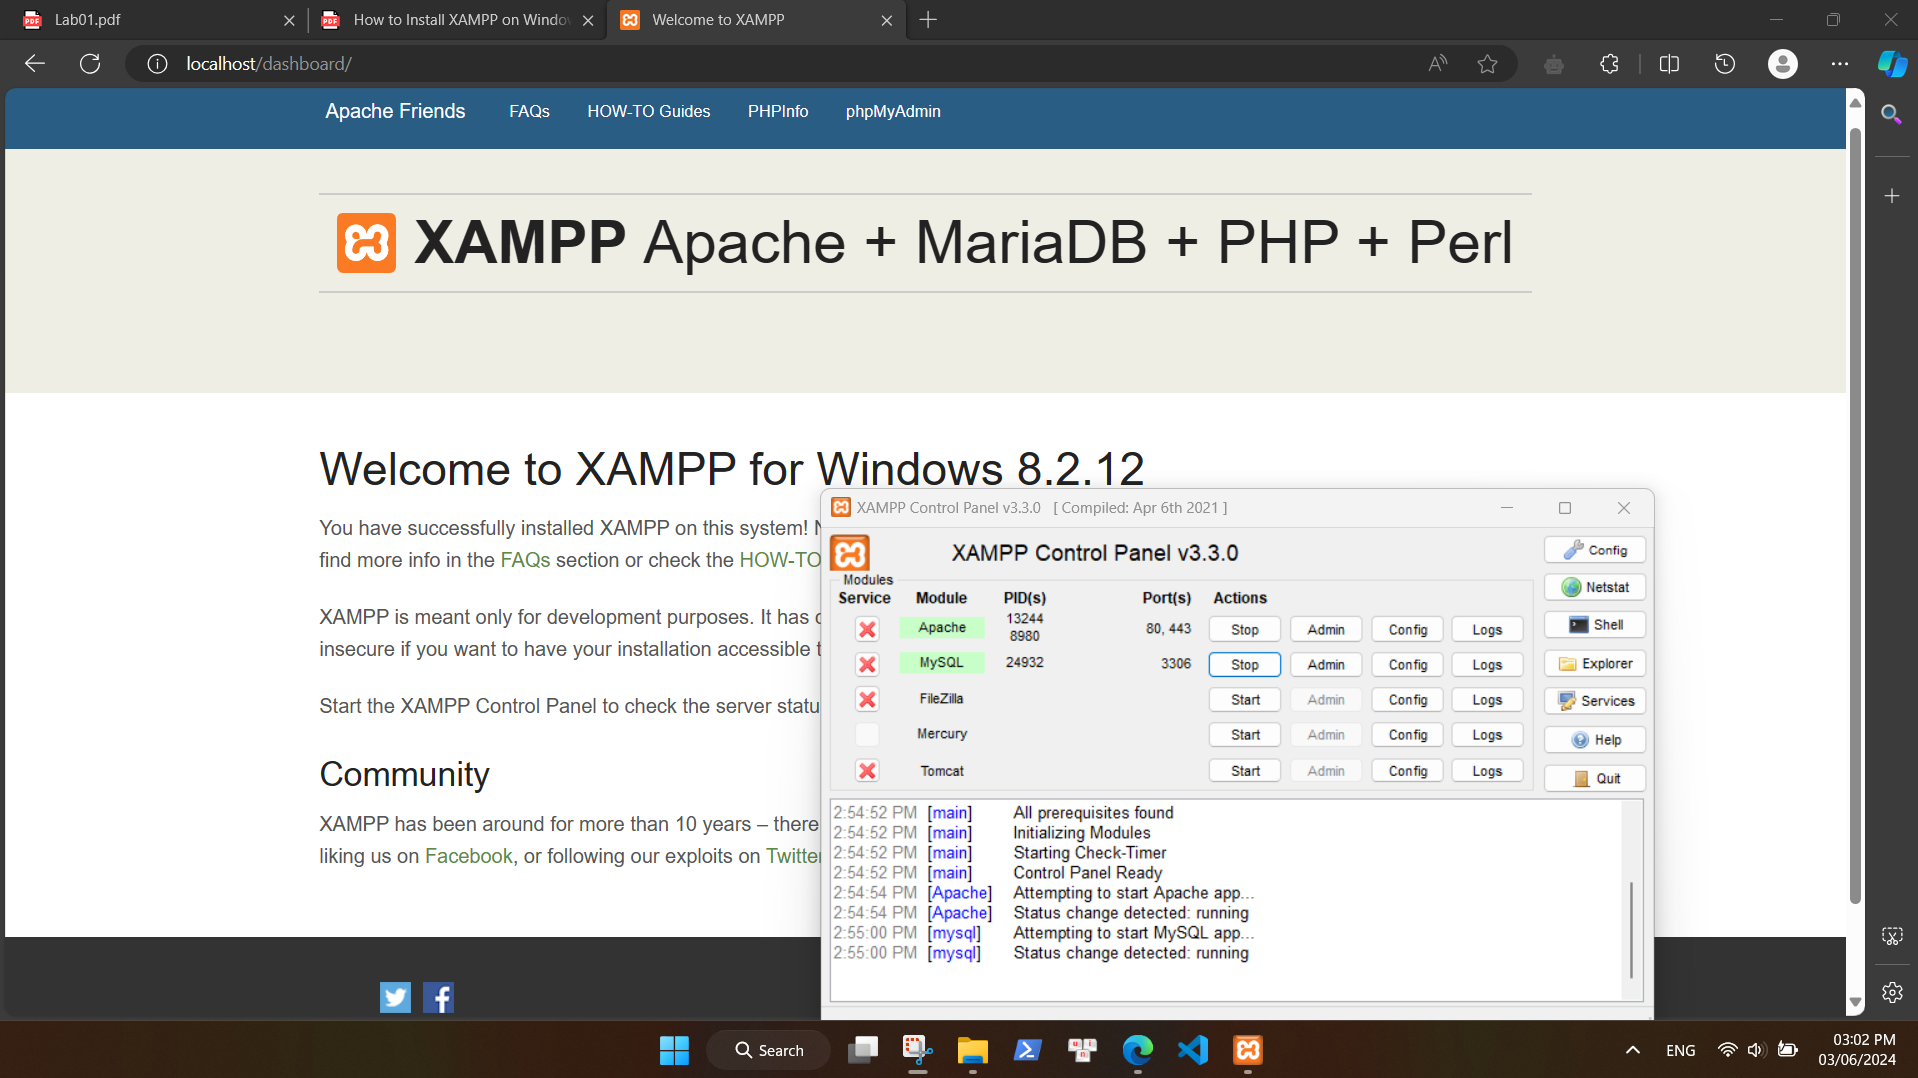 Lab01.pdf
How to Install XAMPP on Windo
Welcome to XAMPP
localhost/dashboard/
Apache Friends FAQs HOW-TO Guides PHPInfo phpMyAdmin
XAMPP Apache + MariaDB + PHP + Perl
Welcome to XAMPP for Windows 8.2.12
You have successfully installed XAMPP on this system!
find more info in the FAQs section or check the HOW-TO
XAMPP is meant only for development purposes. It has
insecure if you want to have your installation accessible
Start the XAMPP Control Panel to check the server statu
Community
XAMPP has been around for more than 10 years – there
liking us on Facebook, or following our exploits on Twitter
XAMPP Control Panel v3.3.0 [ Compiled: Apr 6th 2021 ]
XAMPP Control Panel v3.3.0
Modules
Service Module PID(s) Port(s) Actions
Apache 13244 8980 80, 443 Stop Admin Config Logs
MySQL 24932 3306 Stop Admin Config Logs
FileZilla Start Admin Config Logs
Mercury Start Admin Config Logs
Tomcat Start Admin Config Logs
Config
Netstat
Shell
Explorer
Services
Help
Quit
2:54:52 PM [main] All prerequisites found
2:54:52 PM [main] Initializing Modules
2:54:52 PM [main] Starting Check-Timer
2:54:52 PM [main] Control Panel Ready
2:54:54 PM [Apache] Attempting to start Apache app...
2:54:54 PM [Apache] Status change detected: running
2:55:00 PM [mysql] Attempting to start MySQL app...
2:55:00 PM [mysql] Status change detected: running
Search
ENG
03:02 PM
03/06/2024